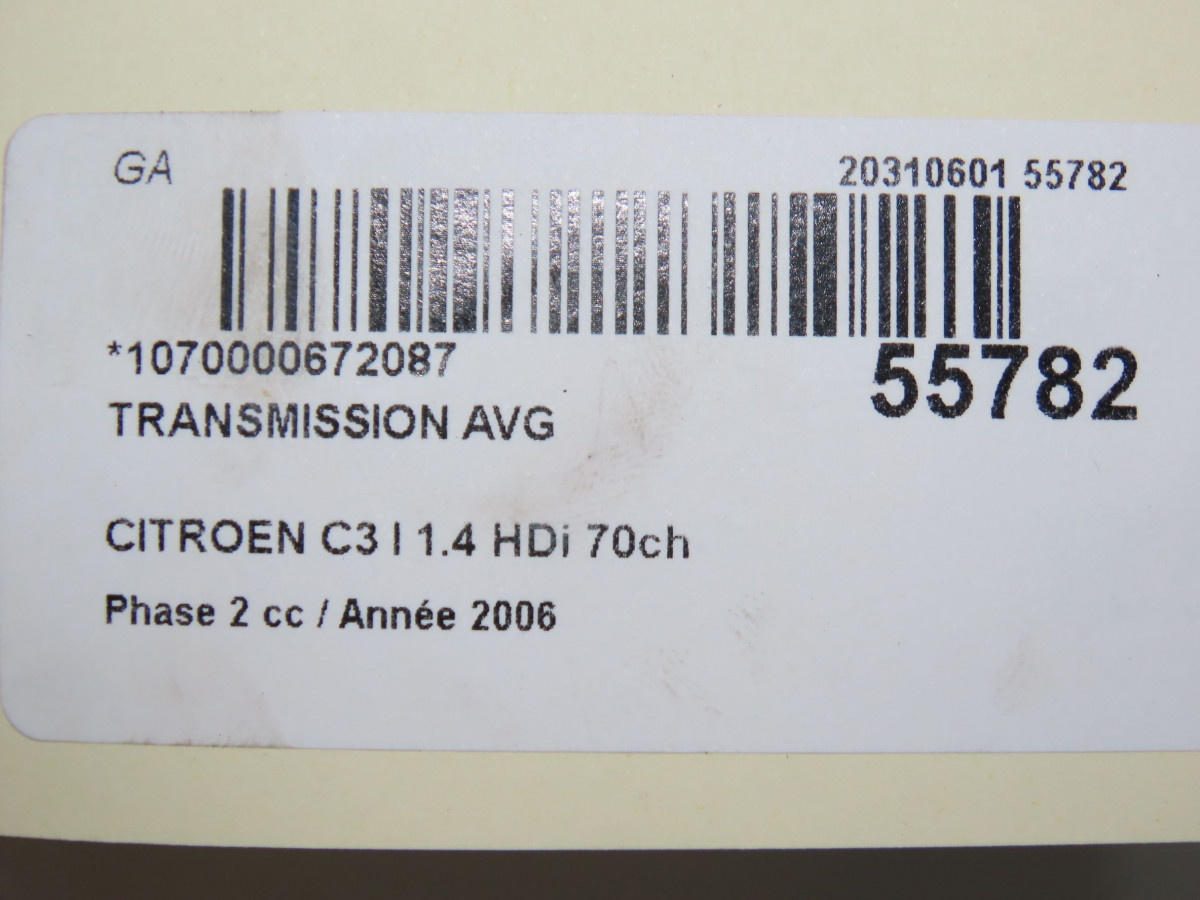 GA
20310601 55782
*1070000672087
55782
TRANSMISSION AVG
CITROEN C3 I 1.4 HDi 70ch
Phase 2 cc / Année 2006